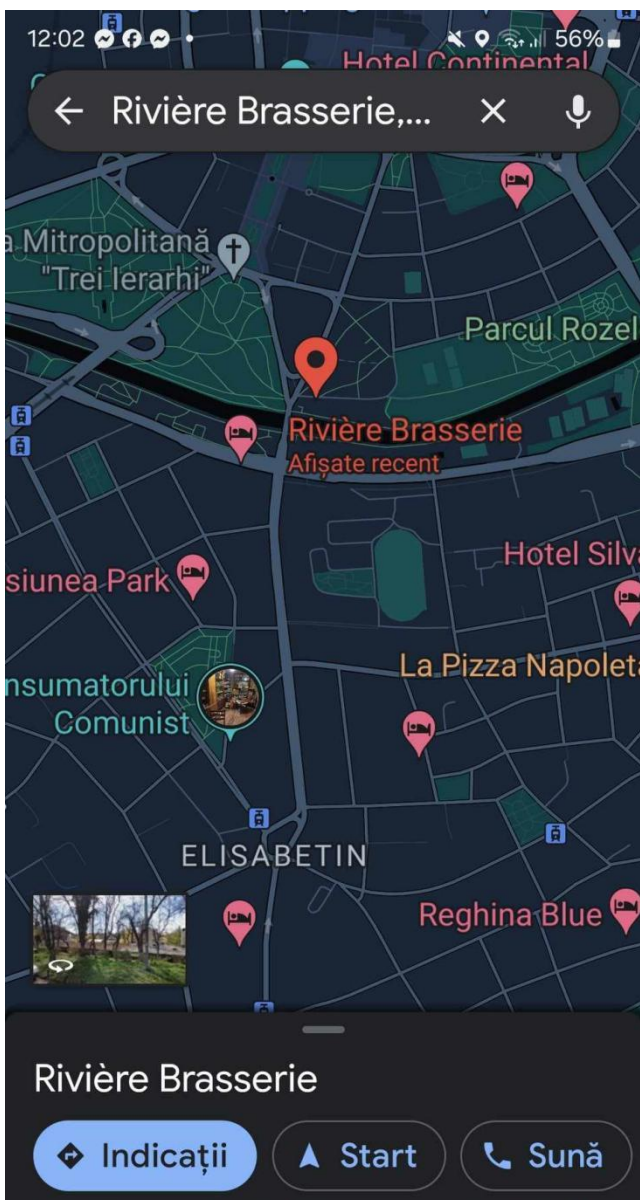 12:02 56%
Hotel Continental
Rivière Brasserie,...
a Mitropolitană
"Trei Ierarhi"
Parcul Rozel
Rivière Brasserie
Afișate recent
Hotel Silva
siunea Park
La Pizza Napoleta
nsumatorului
Comunist
ELISABETIN
Reghina Blue
Rivière Brasserie
Indicații Start Sună